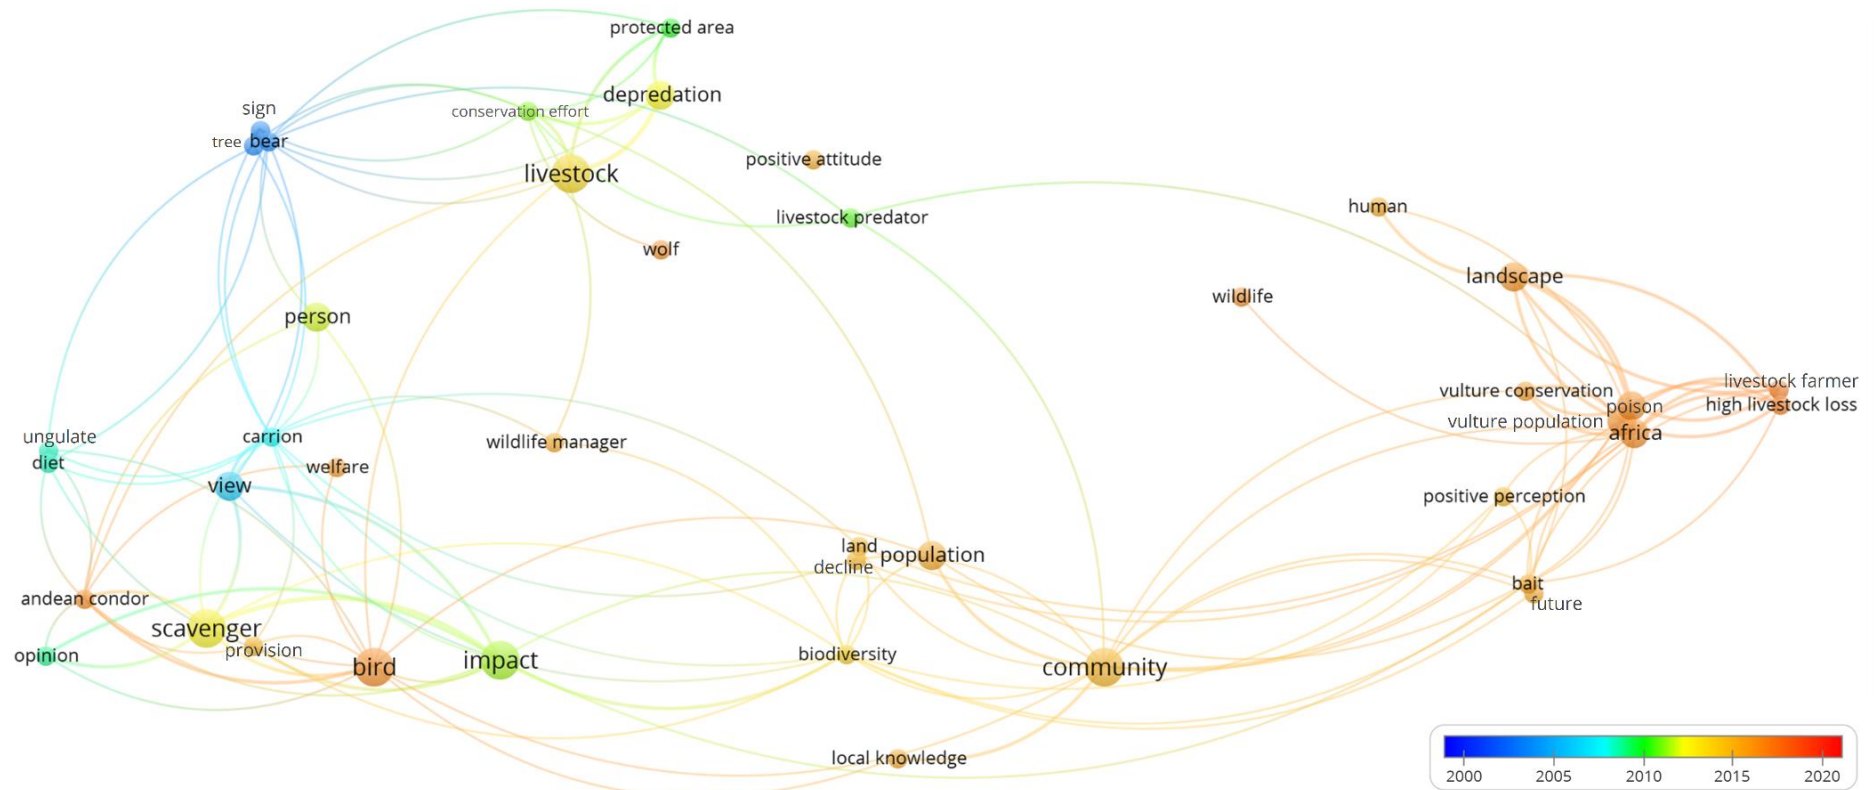 protected area
depredation
sign
conservation effort
tree
bear
positive attitude
livestock
human
livestock predator
wolf
landscape
wildlife
person
livestock farmer
vulture conservation
high livestock loss
poison
vulture population
africa
ungulate
carrion
wildlife manager
diet
welfare
view
positive perception
land
population
decline
bait
andean condor
future
scavenger
provision
opinion
bird
impact
biodiversity
community
local knowledge
2000
2005
2010
2015
2020